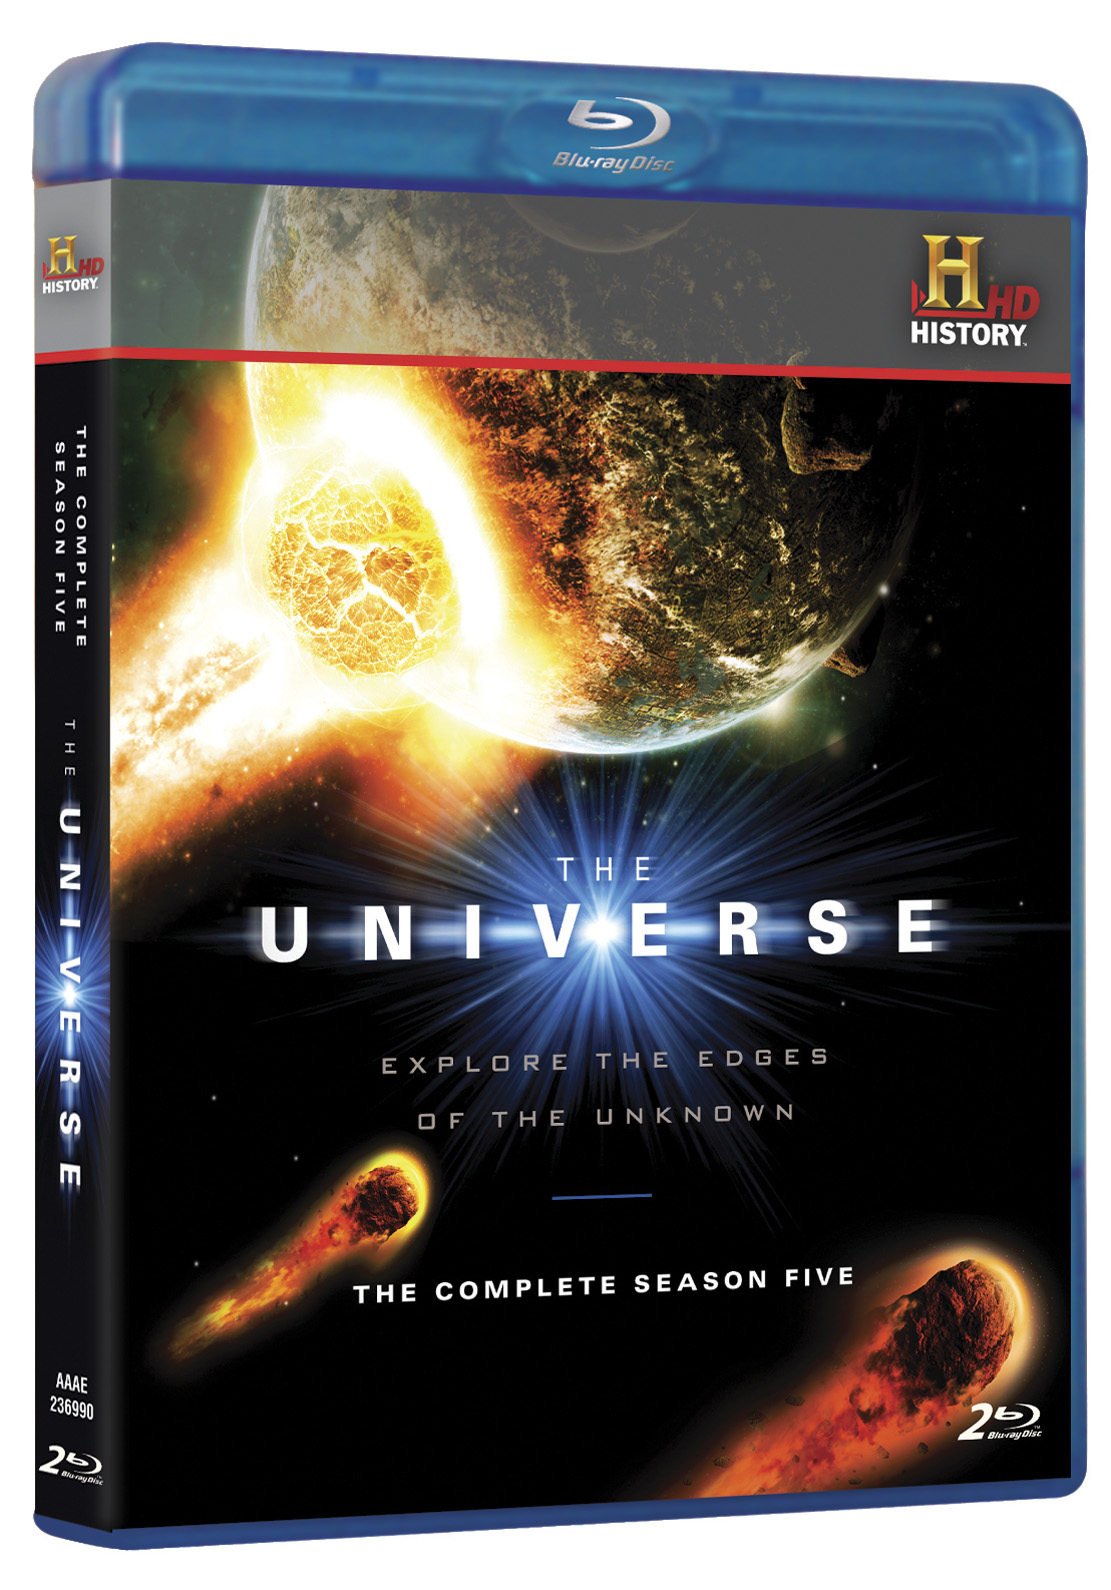 Blu-ray Disc
H HD
HISTORY
THE
UNIVERSE
EXPLORE THE EDGES
OF THE UNKNOWN
THE COMPLETE SEASON FIVE
2 Blu-ray Disc
H HD
HISTORY
THE COMPLETE
SEASON FIVE
THE UNIVERSE
AAAE
236990
2 Blu-ray Disc